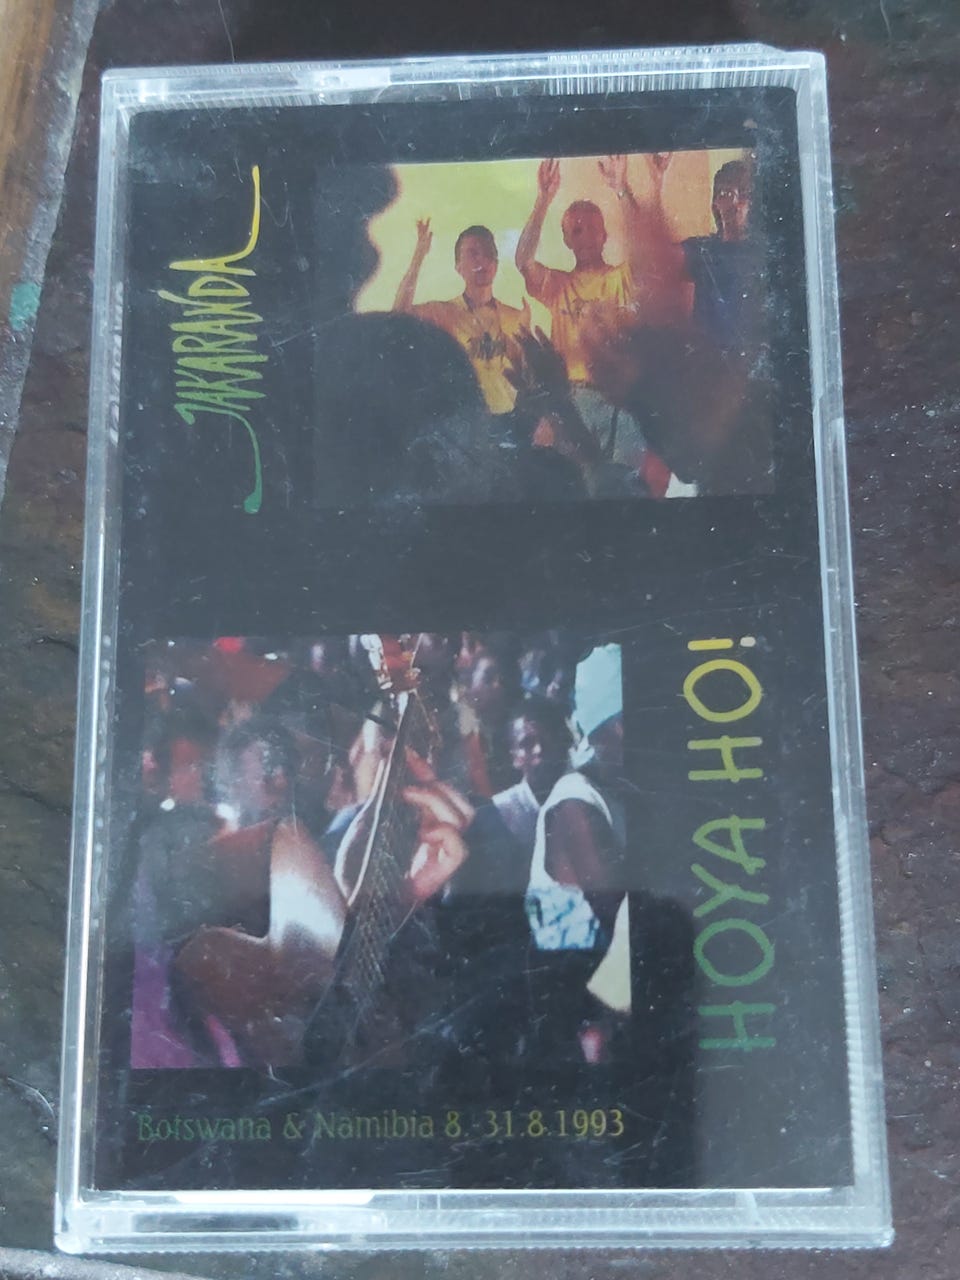 JAKARANDA
HOYA HO!
Botswana & Namibia 8.-31.8.1993